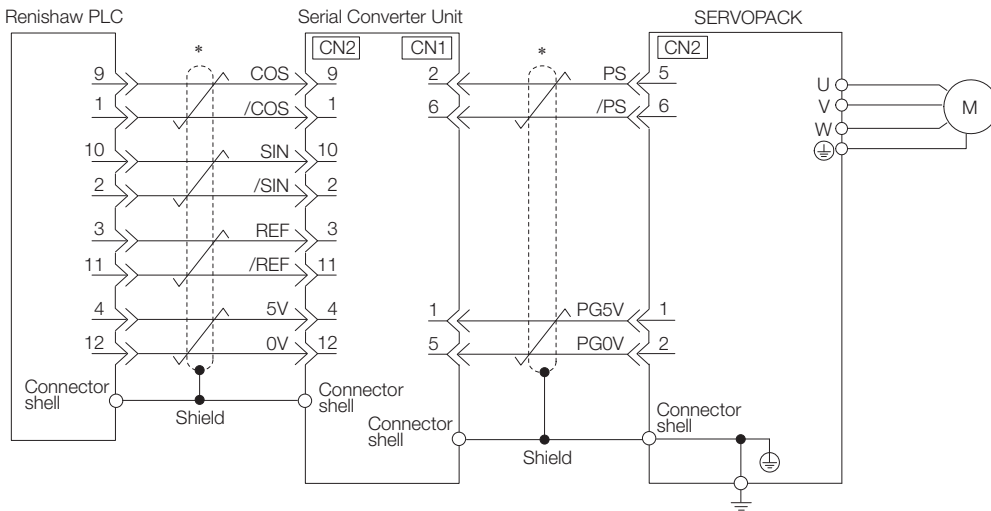 Renishaw PLC
Serial Converter Unit
SERVOPACK
*
CN2
CN1
*
CN2
9
COS
9
2
PS
5
U
1
/COS
1
6
/PS
6
V
M
W
10
SIN
10
2
/SIN
2
3
REF
3
11
/REF
11
4
5V
4
1
PG5V
1
12
0V
12
5
PG0V
2
Connector
shell
Shield
Connector
shell
Connector
shell
Shield
Connector
shell